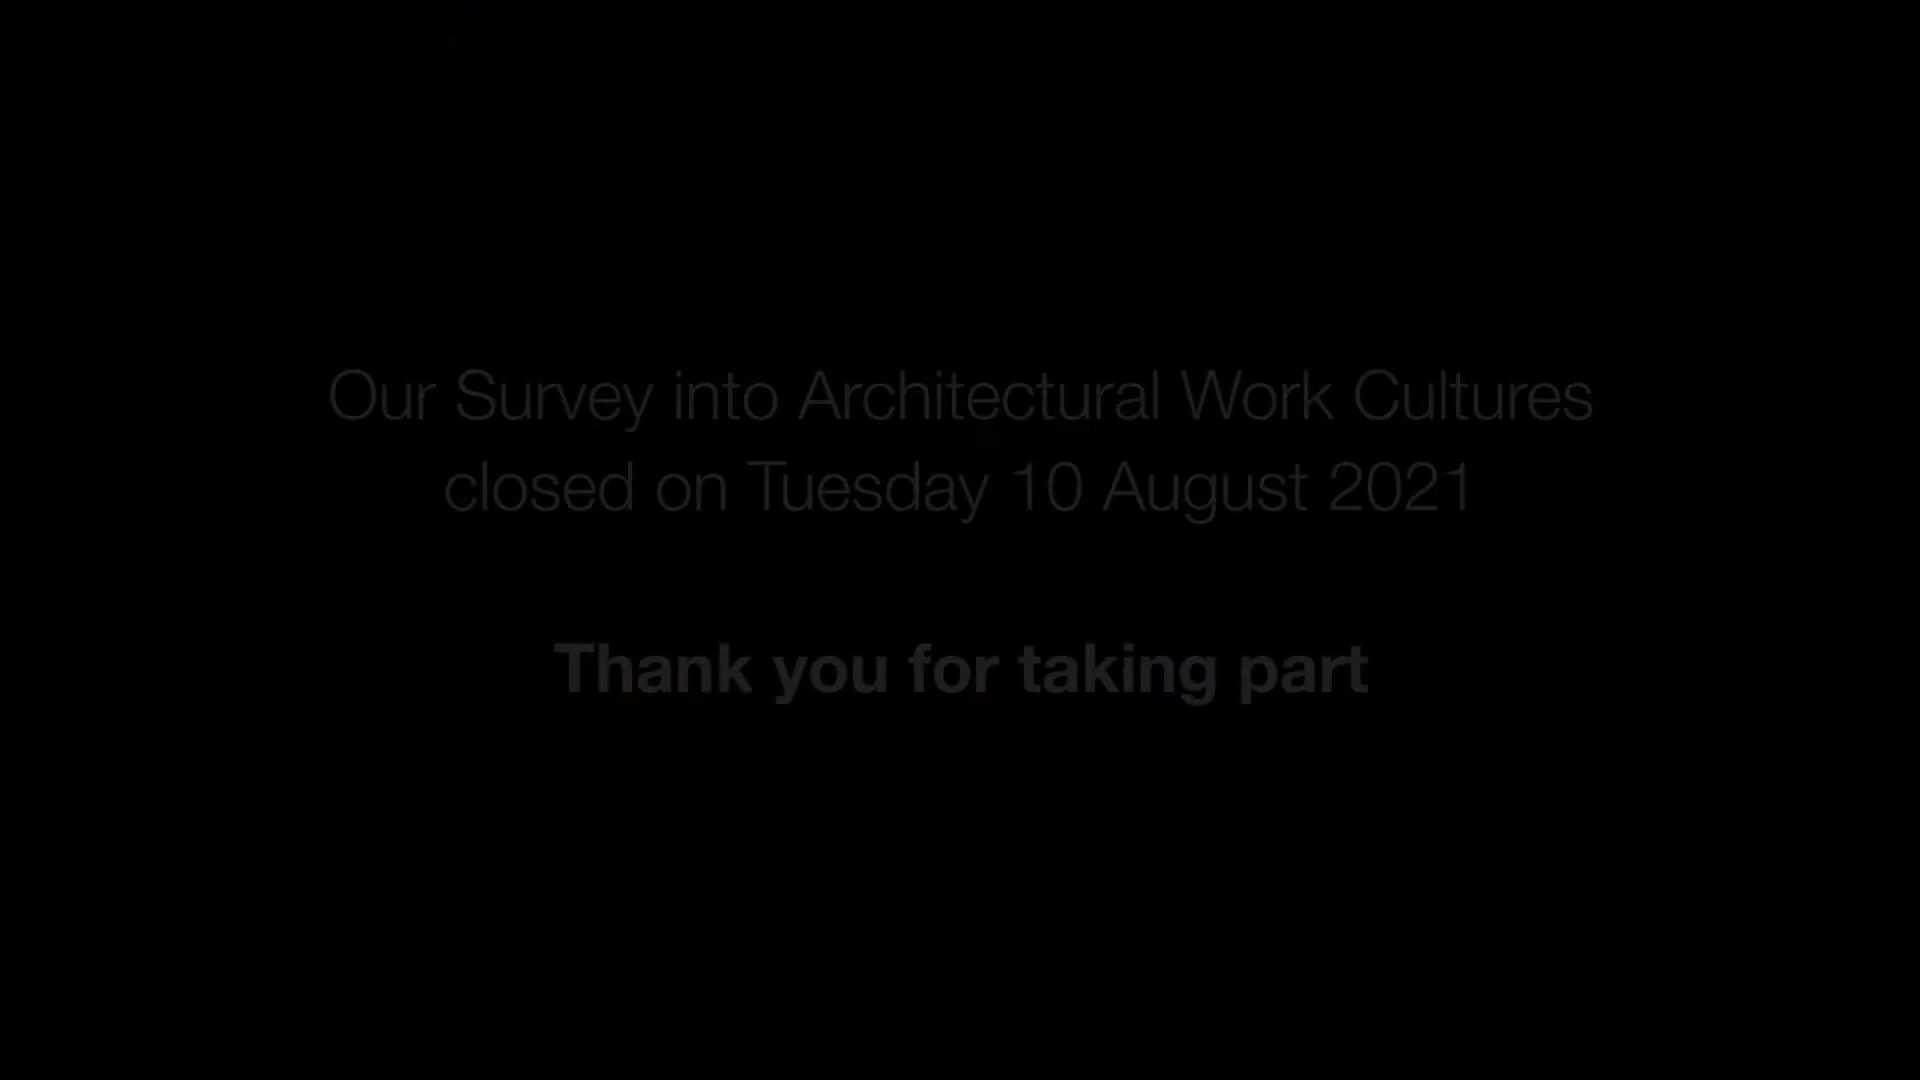 Our Survey into Architectural Work Cultures
closed on Tuesday 10 August 2021
Thank you for taking part